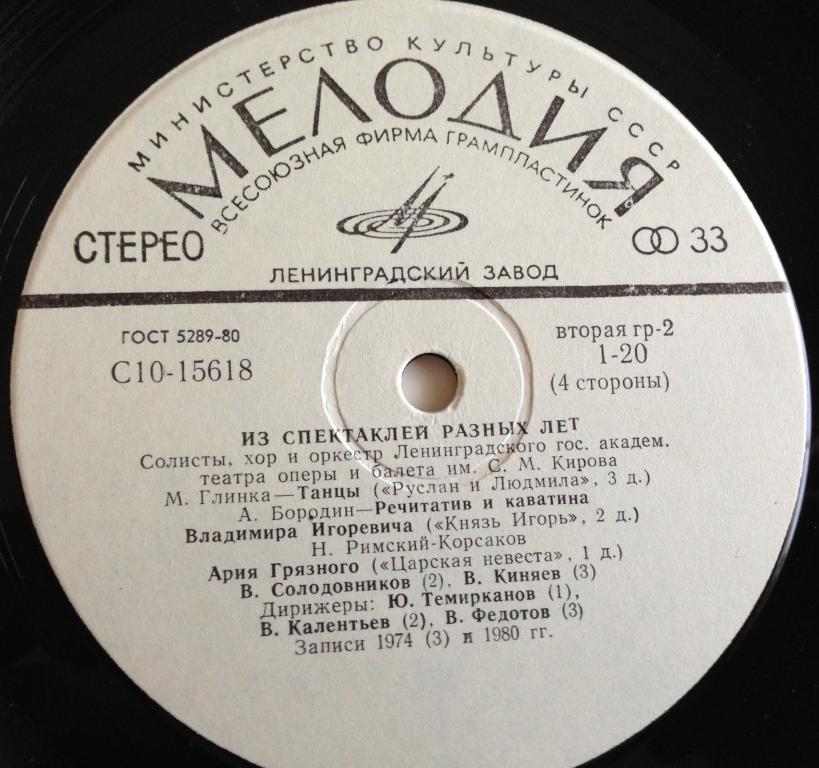 МИНИСТЕРСТВО КУЛЬТУРЫ СССР
МЕЛОДИЯ
ВСЕСОЮЗНАЯ ФИРМА ГРАМПЛАСТИНОК
СТЕРЕО
33
ЛЕНИНГРАДСКИЙ ЗАВОД
ГОСТ 5289-80
С10-15618
вторая гр-2
1-20
(4 стороны)
ИЗ СПЕКТАКЛЕЙ РАЗНЫХ ЛЕТ
Солисты, хор и оркестр Ленинградского гос. академ.
театра оперы и балета им. С. М. Кирова
М. Глинка—Танцы («Руслан и Людмила», 3 д.)
А. Бородин—Речитатив и каватина
Владимира Игоревича («Князь Игорь», 2 д.)
Н. Римский-Корсаков
Ария Грязного («Царская невеста», 1 д.)
В. Солодовников (2), В. Киняев (3)
Дирижеры: Ю. Темирканов (1),
В. Калентьев (2), В. Федотов (3)
Записи 1974 (3) и 1980 гг.